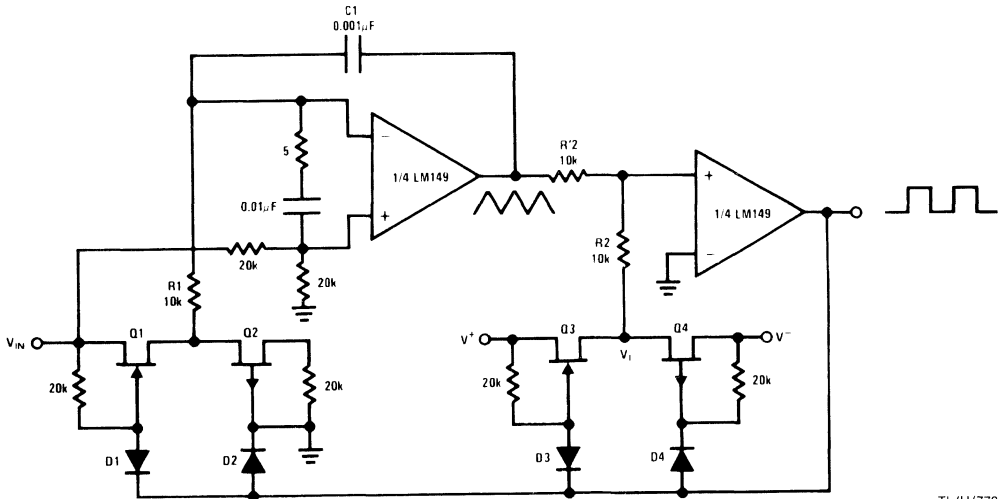 C1
0.001µF
5
0.01µF
−
+
1/4 LM149
R'2
10k
R2
10k
+
−
1/4 LM149
20k
20k
R1
10k
VIN
Q1
Q2
20k
20k
D1
D2
V+
Q3
VI
Q4
V−
20k
20k
D3
D4